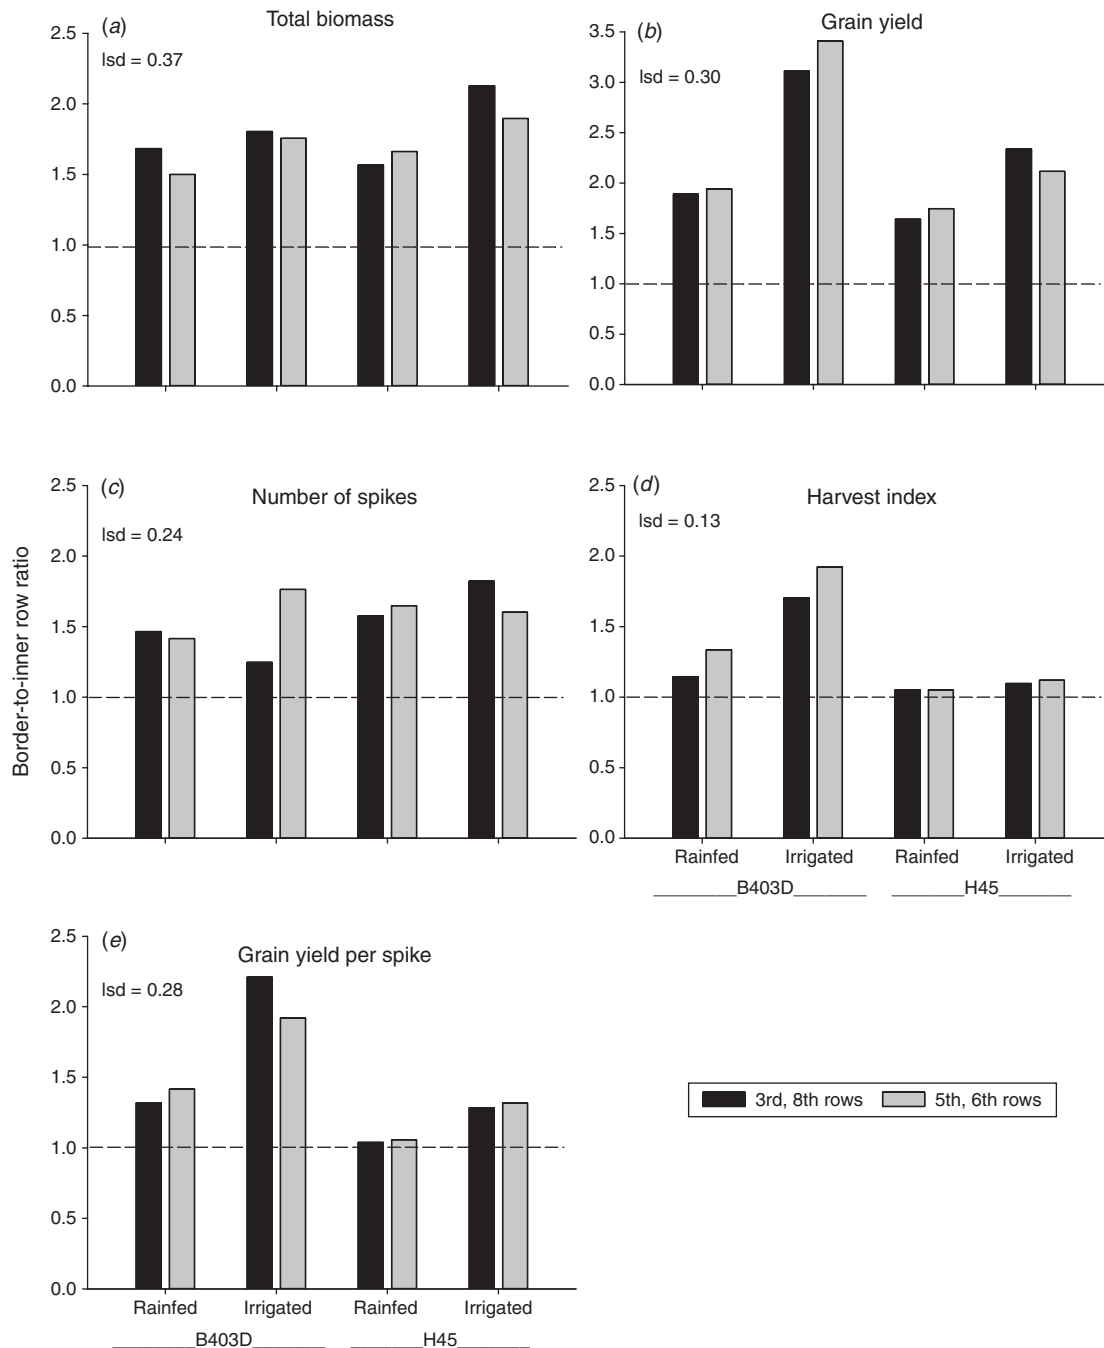 (a)
Total biomass
lsd = 0.37
2.5
2.0
1.5
1.0
0.5
0.0
(b)
Grain yield
lsd = 0.30
3.5
3.0
2.5
2.0
1.5
1.0
0.5
0.0
Border-to-inner row ratio
(c)
Number of spikes
lsd = 0.24
2.5
2.0
1.5
1.0
0.5
0.0
(d)
Harvest index
lsd = 0.13
2.5
2.0
1.5
1.0
0.5
0.0
Rainfed Irrigated Rainfed Irrigated
B403D H45
(e)
Grain yield per spike
lsd = 0.28
2.5
2.0
1.5
1.0
0.5
0.0
Rainfed Irrigated Rainfed Irrigated
B403D H45
3rd, 8th rows 5th, 6th rows